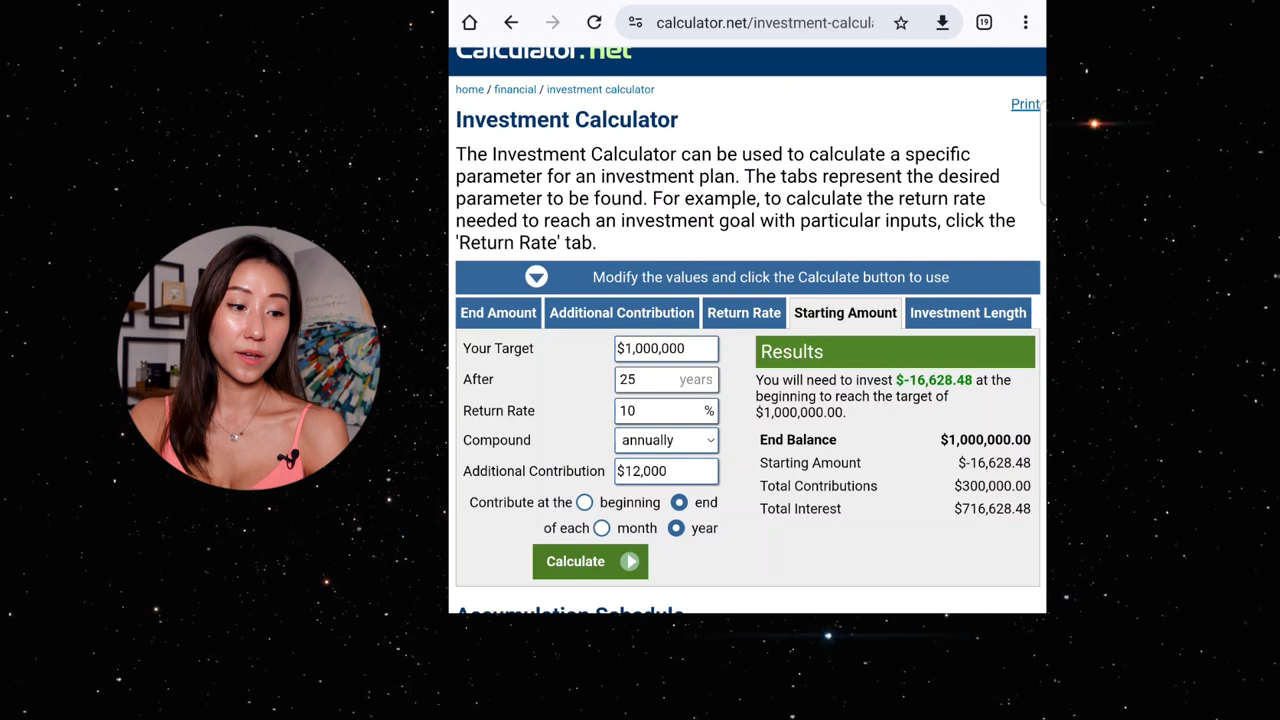 calculator.net/investment-calcul
19
Calculator.net
home / financial / investment calculator
Print
Investment Calculator
The Investment Calculator can be used to calculate a specific
parameter for an investment plan. The tabs represent the desired
parameter to be found. For example, to calculate the return rate
needed to reach an investment goal with particular inputs, click the
'Return Rate' tab.
Modify the values and click the Calculate button to use
End Amount Additional Contribution Return Rate Starting Amount Investment Length
Your Target $1,000,000
After 25 years
Return Rate 10 %
Compound annually
Additional Contribution $12,000
Contribute at the beginning end
of each month year
Calculate
Results
You will need to invest $-16,628.48 at the
beginning to reach the target of
$1,000,000.00.
End Balance $1,000,000.00
Starting Amount $-16,628.48
Total Contributions $300,000.00
Total Interest $716,628.48
Accumulation Schedule